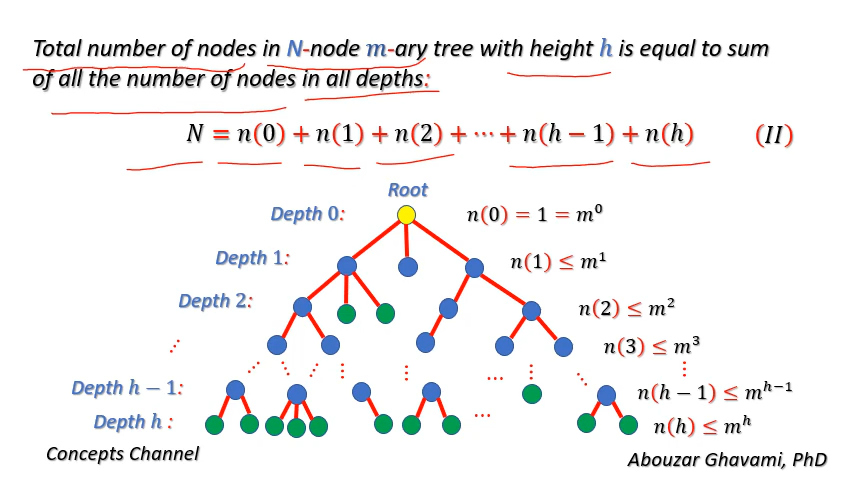 Total number of nodes in N-node m-ary tree with height h is equal to sum
of all the number of nodes in all depths:
N = n(0) + n(1) + n(2) + ⋯ + n(h − 1) + n(h) (II)
Root
Depth 0: n(0) = 1 = m⁰
Depth 1: n(1) ≤ m¹
Depth 2: n(2) ≤ m²
n(3) ≤ m³
Depth h − 1: n(h − 1) ≤ mʰ⁻¹
Depth h : n(h) ≤ mʰ
Concepts Channel
Abouzar Ghavami, PhD